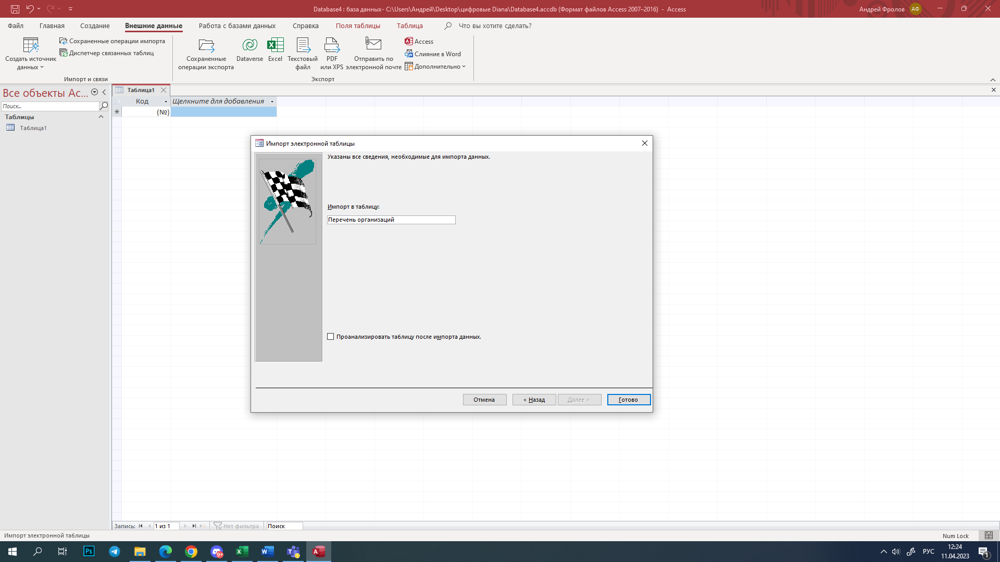 Database4 : база данных- C:\Users\Андрей\Desktop\цифровые Diana\Database4.accdb (Формат файлов Access 2007–2016) - Access
Андрей Фролов
АФ
Файл
Главная
Создание
Внешние данные
Работа с базами данных
Справка
Поля таблицы
Таблица
Что вы хотите сделать?
Создать источник
данных
Сохраненные операции импорта
Диспетчер связанных таблиц
Импорт и связи
Сохраненные
операции экспорта
Dataverse
Excel
Текстовый
файл
PDF
или XPS
Отправить по
электронной почте
Access
Слияние в Word
Дополнительно
Экспорт
Все объекты Ac...
Поиск...
Таблицы
Таблица1
Таблица1
Код
Щелкните для добавления
(№)
Импорт электронной таблицы
Указаны все сведения, необходимые для импорта данных.
Импорт в таблицу:
Перечень организаций
Проанализировать таблицу после импорта данных.
Отмена
< Назад
Далее >
Готово
Запись:
1 из 1
Нет фильтра
Поиск
Импорт электронной таблицы
Num Lock
Ps
9+
РУС
12:24
11.04.2023
1